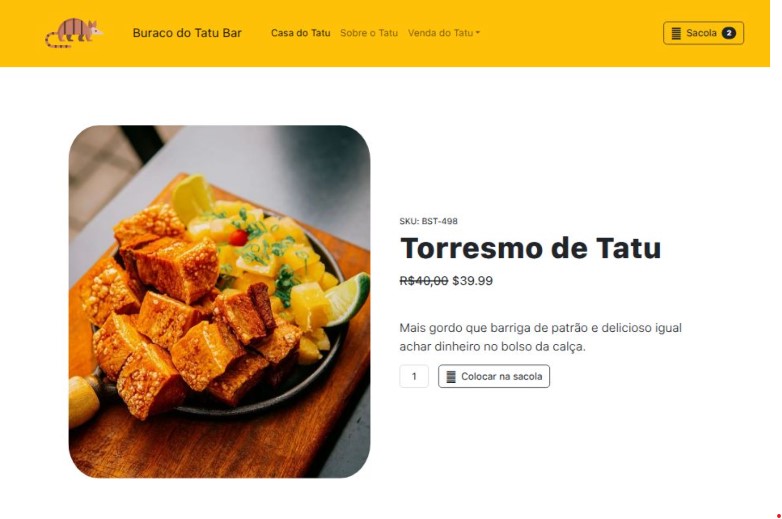 Buraco do Tatu Bar
Casa do Tatu
Sobre o Tatu
Venda do Tatu
Sacola 2
SKU: BST-498
Torresmo de Tatu
R$40,00 $39.99
Mais gordo que barriga de patrão e delicioso igual
achar dinheiro no bolso da calça.
1
Colocar na sacola